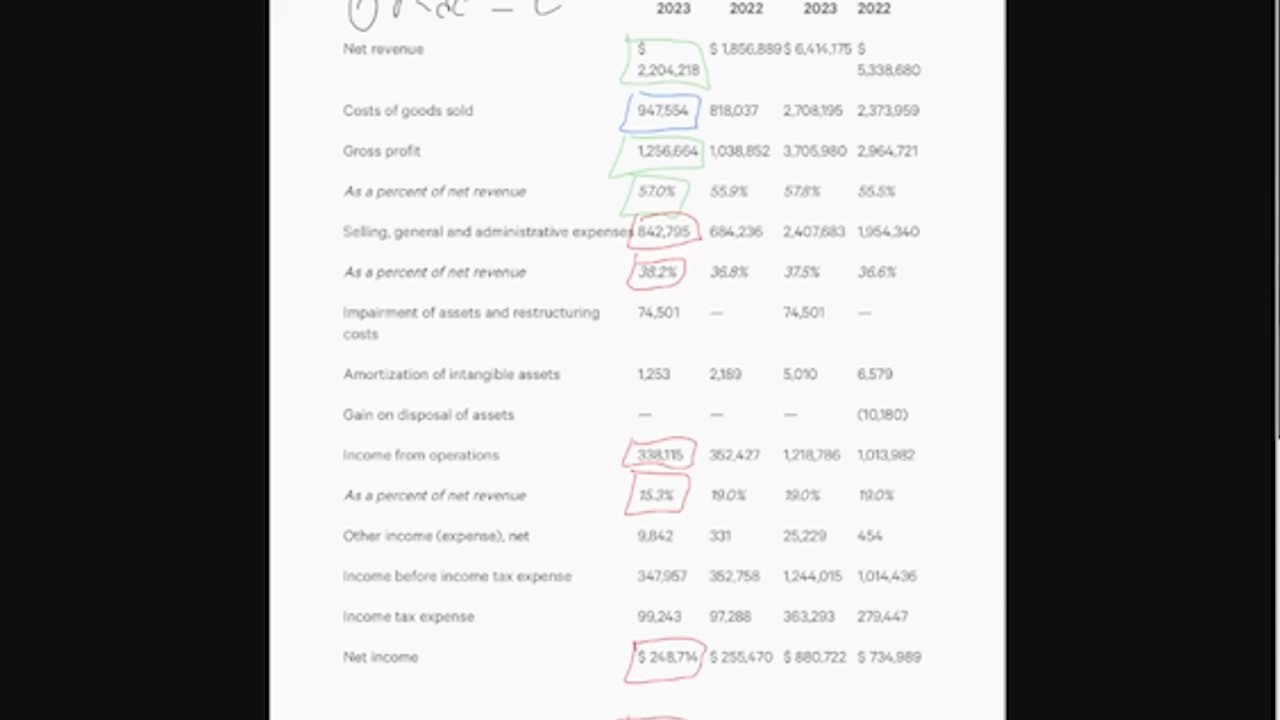 2023 2022 2023 2022
Net revenue $ $ 1,856,889 $ 6,414,175 $
2,204,218 5,338,680
Costs of goods sold 947,554 818,037 2,708,195 2,373,959
Gross profit 1,256,664 1,038,852 3,705,980 2,964,721
As a percent of net revenue 57.0% 55.9% 57.8% 55.5%
Selling, general and administrative expenses 842,795 684,236 2,407,683 1,954,340
As a percent of net revenue 38.2% 36.8% 37.5% 36.6%
Impairment of assets and restructuring 74,501 — 74,501 —
costs
Amortization of intangible assets 1,253 2,189 5,010 6,579
Gain on disposal of assets — — — (10,180)
Income from operations 338,115 352,427 1,218,786 1,013,982
As a percent of net revenue 15.3% 19.0% 19.0% 19.0%
Other income (expense), net 9,842 331 25,229 454
Income before income tax expense 347,957 352,758 1,244,015 1,014,436
Income tax expense 99,243 97,288 363,293 279,447
Net income $ 248,714 $ 255,470 $ 880,722 $ 734,989